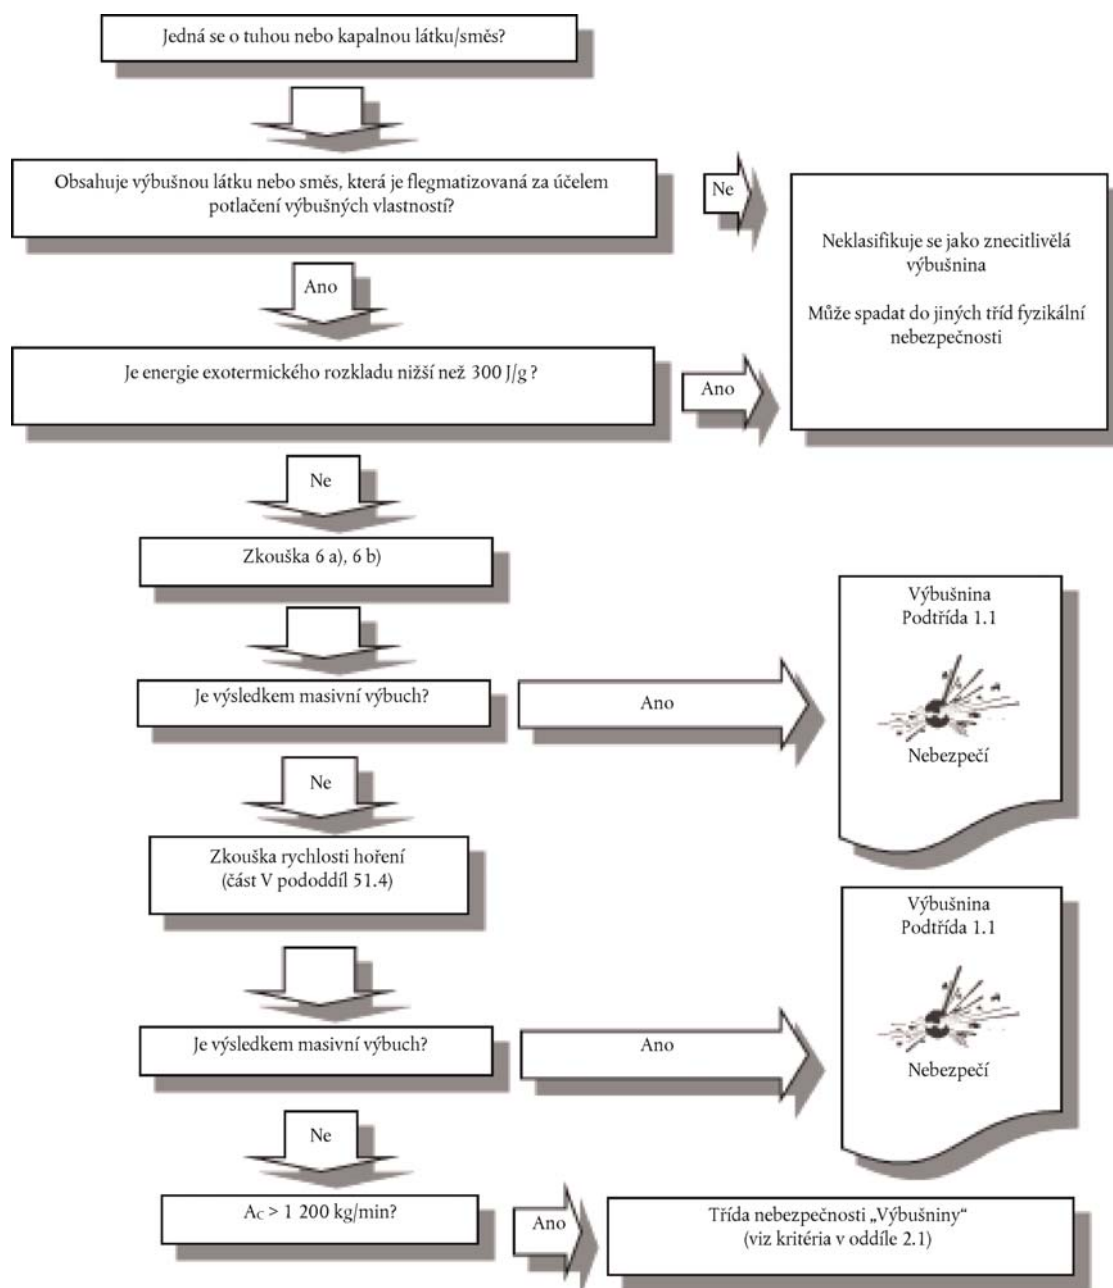 Jedná se o tuhou nebo kapalnou látku/směs?
Obsahuje výbušnou látku nebo směs, která je flegmatizovaná za účelem
potlačení výbušných vlastností?
Ne
Neklasifikuje se jako znecitlivělá
výbušnina
Může spadat do jiných tříd fyzikální
nebezpečnosti
Ano
Je energie exotermického rozkladu nižší než 300 J/g ?
Ano
Ne
Zkouška 6 a), 6 b)
Výbušnina
Podtřída 1.1
Nebezpečí
Je výsledkem masivní výbuch?
Ano
Ne
Zkouška rychlosti hoření
(část V pododdíl 51.4)
Výbušnina
Podtřída 1.1
Nebezpečí
Je výsledkem masivní výbuch?
Ano
Ne
AC > 1 200 kg/min?
Ano
Třída nebezpečnosti „Výbušniny“
(viz kritéria v oddíle 2.1)